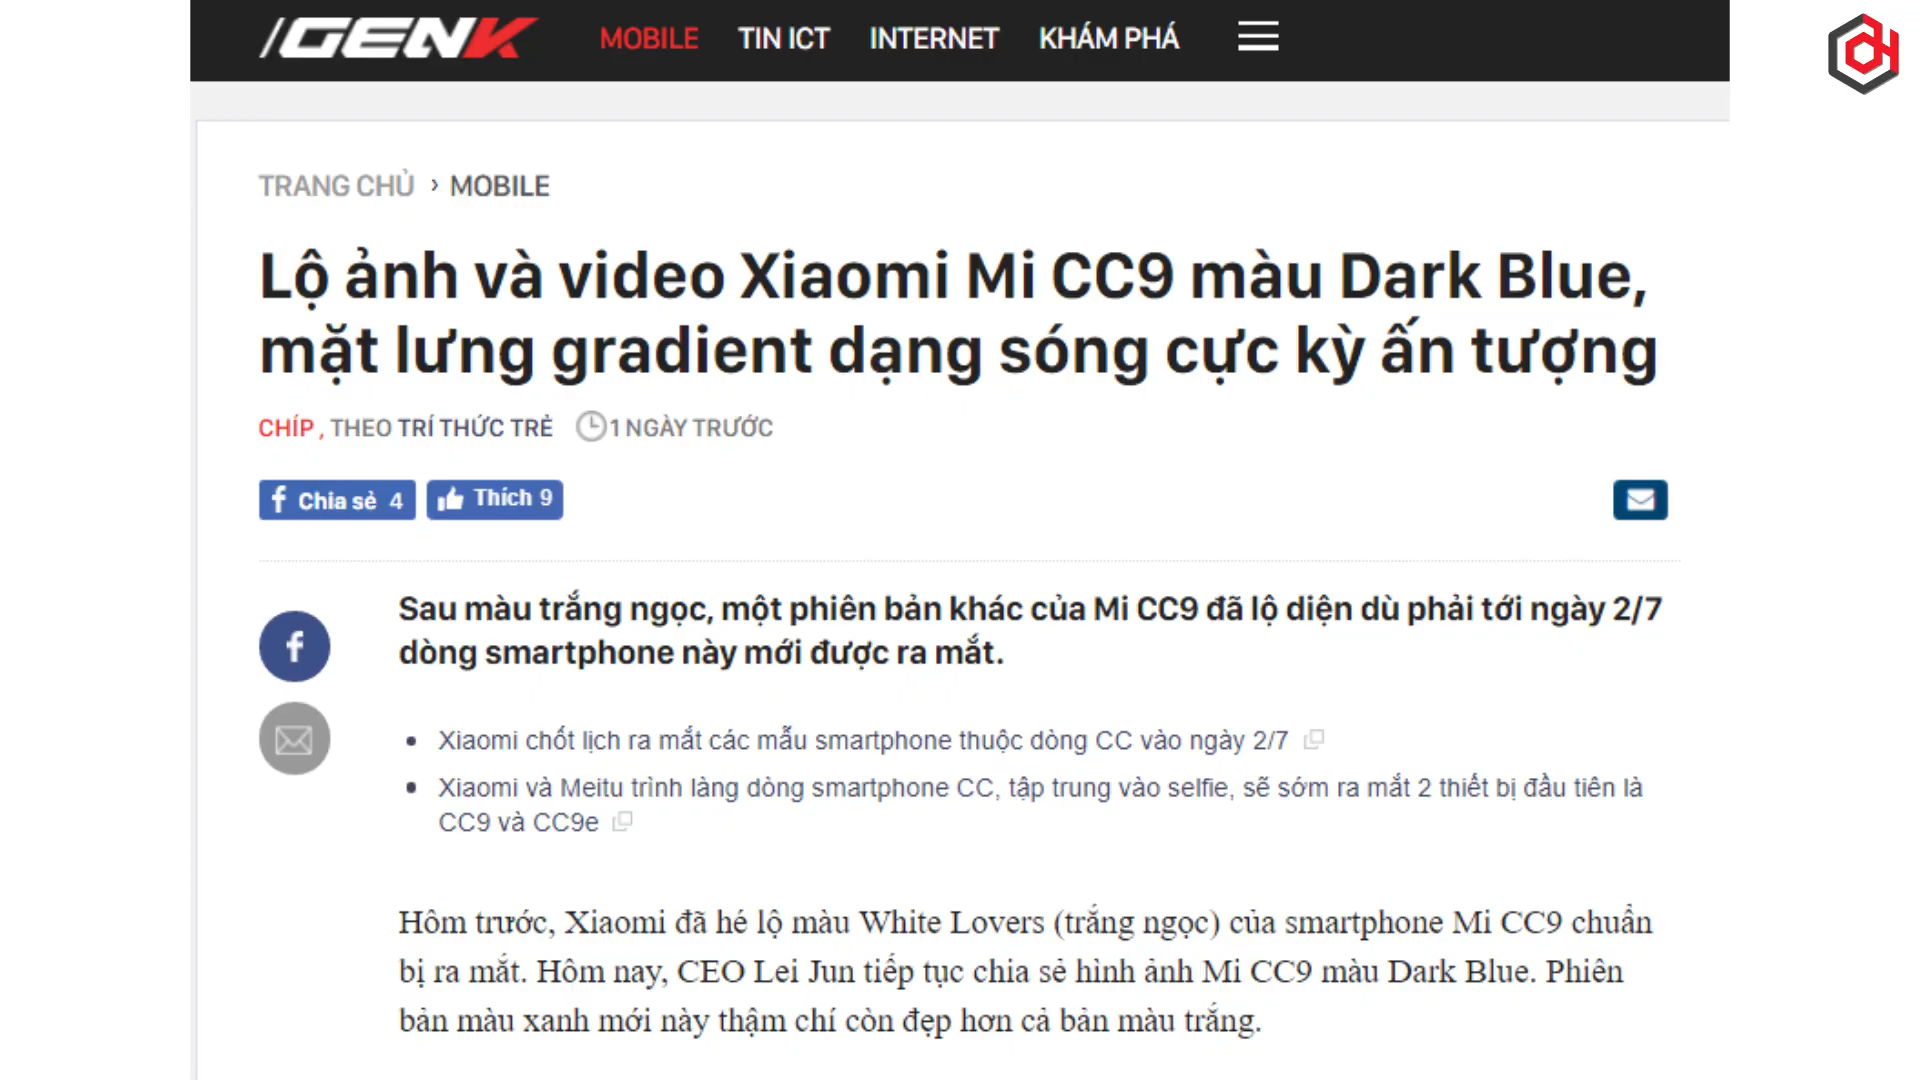 GENK MOBILE TIN ICT INTERNET KHÁM PHÁ
TRANG CHỦ › MOBILE
Lộ ảnh và video Xiaomi Mi CC9 màu Dark Blue,
mặt lưng gradient dạng sóng cực kỳ ấn tượng
CHÍP , THEO TRÍ THỨC TRẺ 1 NGÀY TRƯỚC
Chia sẻ 4 Thích 9
Sau màu trắng ngọc, một phiên bản khác của Mi CC9 đã lộ diện dù phải tới ngày 2/7
dòng smartphone này mới được ra mắt.
• Xiaomi chốt lịch ra mắt các mẫu smartphone thuộc dòng CC vào ngày 2/7
• Xiaomi và Meitu trình làng dòng smartphone CC, tập trung vào selfie, sẽ sớm ra mắt 2 thiết bị đầu tiên là
CC9 và CC9e
Hôm trước, Xiaomi đã hé lộ màu White Lovers (trắng ngọc) của smartphone Mi CC9 chuẩn
bị ra mắt. Hôm nay, CEO Lei Jun tiếp tục chia sẻ hình ảnh Mi CC9 màu Dark Blue. Phiên
bản màu xanh mới này thậm chí còn đẹp hơn cả bản màu trắng.